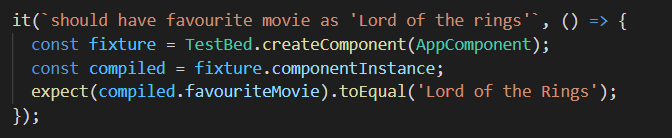 it(`should have favourite movie as 'Lord of the rings'`, () => {
  const fixture = TestBed.createComponent(AppComponent);
  const compiled = fixture.componentInstance;
  expect(compiled.favouriteMovie).toEqual('Lord of the Rings');
});